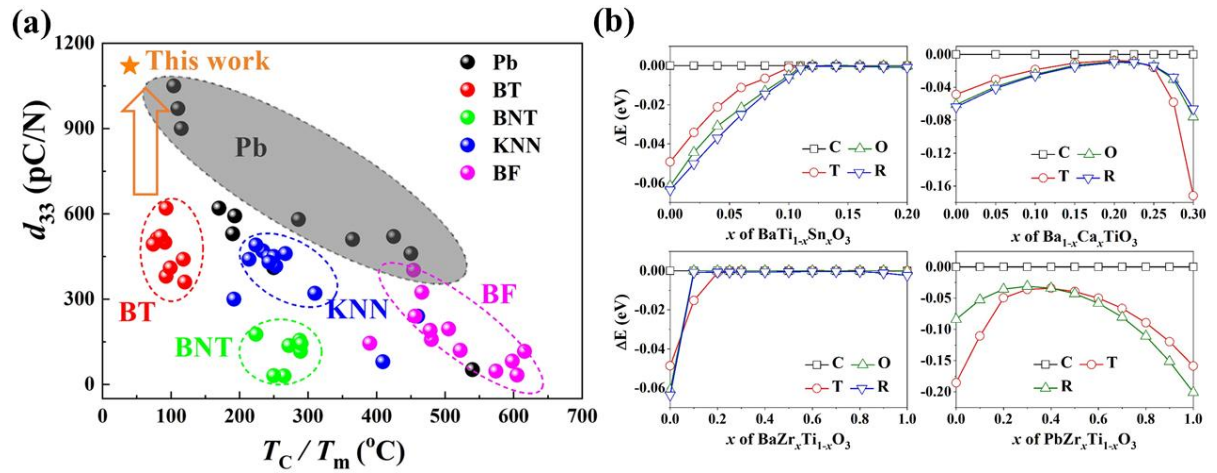 (a)
1200
900
600
300
0
0 100 200 300 400 500 600 700
d₃₃ (pC/N)
T_C / T_m (°C)
This work
Pb
BT
BNT
KNN
BF
Pb
BT
KNN
BNT
BF
(b)
0.00
-0.02
-0.04
-0.06
ΔE (eV)
C O
T R
0.00 0.05 0.10 0.15 0.20
x of BaTi₁₋ₓSnₓO₃
0.00
-0.04
-0.08
-0.12
-0.16
C O
T R
0.00 0.05 0.10 0.15 0.20 0.25 0.30
x of Ba₁₋ₓCaₓTiO₃
0.00
-0.02
-0.04
-0.06
ΔE (eV)
C O
T R
0.0 0.2 0.4 0.6 0.8 1.0
x of BaZrₓTi₁₋ₓO₃
0.00
-0.05
-0.10
-0.15
-0.20
C T
R
0.0 0.2 0.4 0.6 0.8 1.0
x of PbZrₓTi₁₋ₓO₃